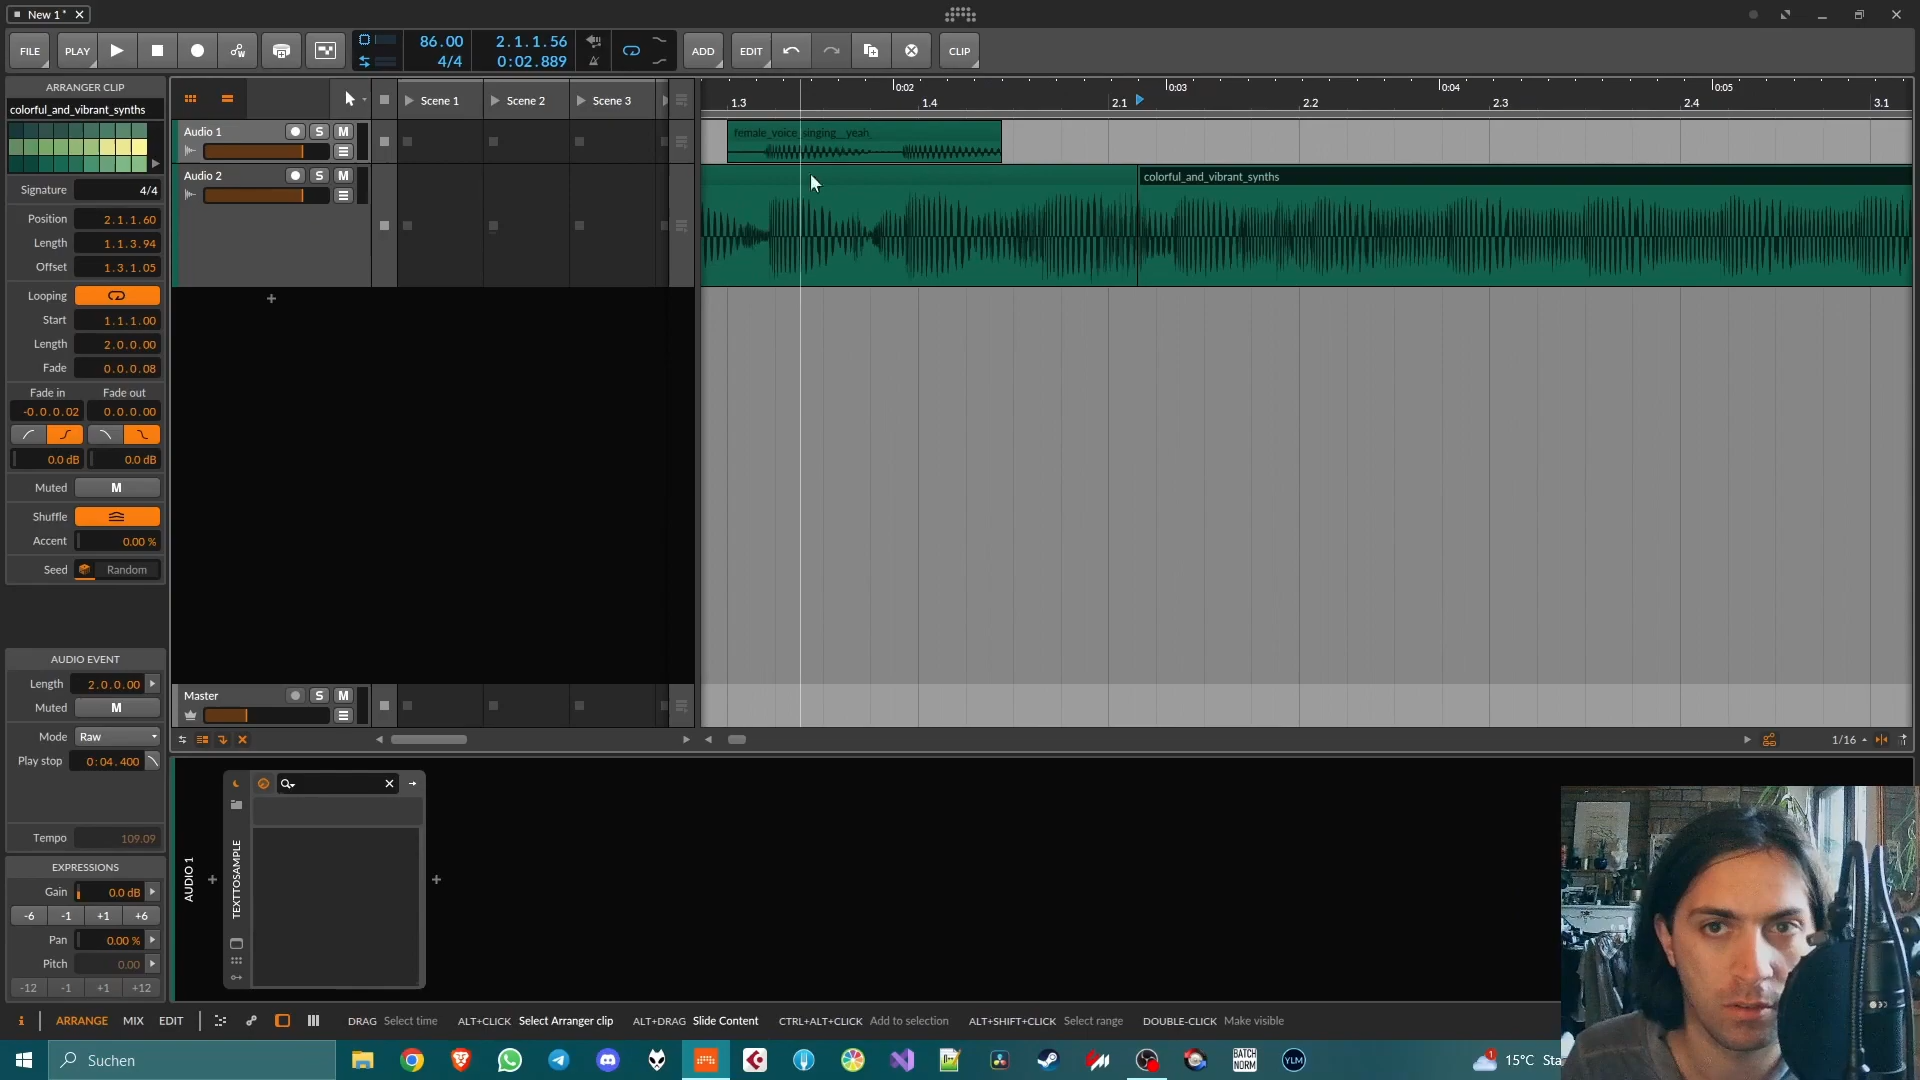 New 1*
FILE
PLAY
86.00
4/4
2.1.1.56
0:02.889
ADD
EDIT
CLIP
ARRANGER CLIP
colorful_and_vibrant_synths
Signature 4/4
Position 2.1.1.60
Length 1.1.3.94
Offset 1.3.1.05
Looping
Start 1.1.1.00
Length 2.0.0.00
Fade 0.0.0.08
Fade in Fade out
-0.0.0.02 0.0.0.00
0.0 dB 0.0 dB
Muted M
Shuffle
Accent 0.00 %
Seed Random
AUDIO EVENT
Length 2.0.0.00
Muted M
Mode Raw
Play stop 0:04.400
Tempo 109.09
EXPRESSIONS
Gain 0.0 dB
-6 -1 +1 +6
Pan 0.00 %
Pitch 0.00
-12 -1 +1 +12
Scene 1 Scene 2 Scene 3
Audio 1 S M
Audio 2 S M
Master S M
0:02 0:03 0:04 0:05
1.3 1.4 2.1 2.2 2.3 2.4 3.1
female_voice_singing__yeah_
colorful_and_vibrant_synths
1/16
AUDIO 1
TEXTTOSAMPLE
i ARRANGE MIX EDIT
DRAG Select time ALT+CLICK Select Arranger clip ALT+DRAG Slide Content CTRL+ALT+CLICK Add to selection ALT+SHIFT+CLICK Select range DOUBLE-CLICK Make visible
Suchen
BATCH
NORM
YLM
1
15°C Sta